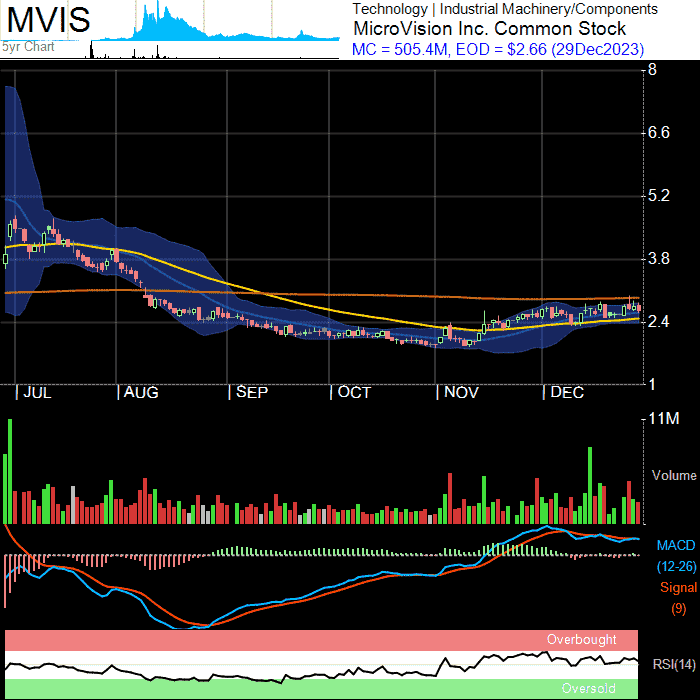 MVIS
5yr Chart
Technology | Industrial Machinery/Components
MicroVision Inc. Common Stock
MC = 505.4M, EOD = $2.66 (29Dec2023)
8
6.6
5.2
3.8
2.4
1
| JUL | AUG | SEP | OCT | NOV | DEC
11M
Volume
MACD
(12-26)
Signal
(9)
Overbought
RSI(14)
Oversold